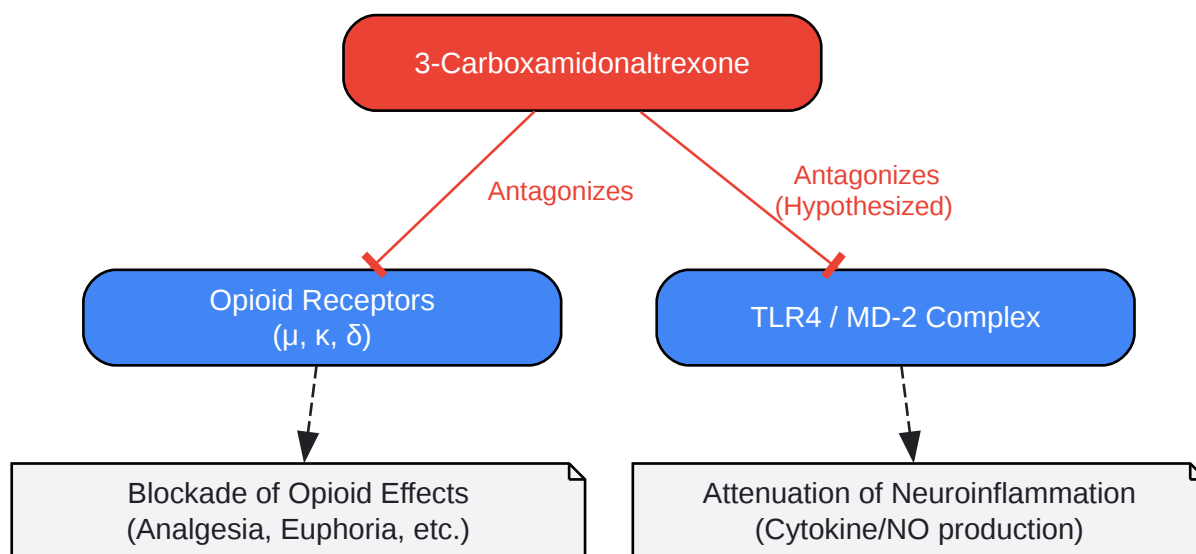 3-Carboxamidonaltrexone
Antagonizes
Antagonizes
(Hypothesized)
Opioid Receptors
(μ, κ, δ)
TLR4 / MD-2 Complex
Blockade of Opioid Effects
(Analgesia, Euphoria, etc.)
Attenuation of Neuroinflammation
(Cytokine/NO production)